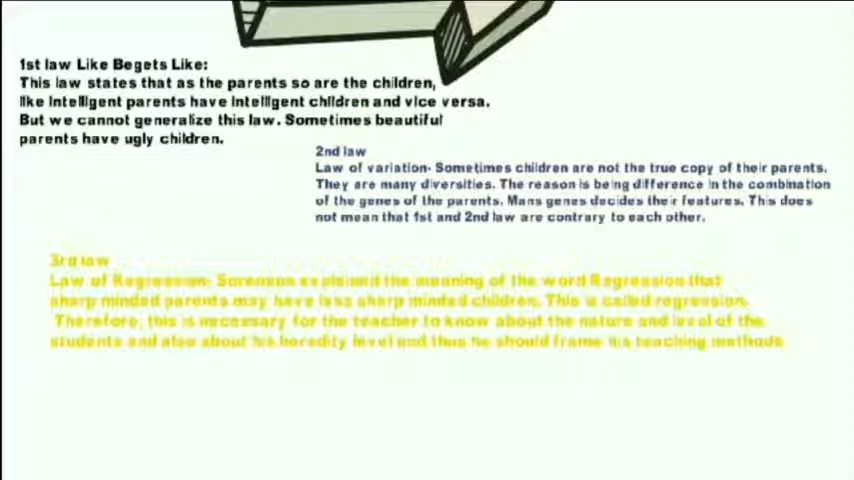 1st law Like Begets Like:
This law states that as the parents so are the children,
like intelligent parents have intelligent children and vice versa.
But we cannot generalize this law. Sometimes beautiful
parents have ugly children.
2nd law
Law of variation- Sometimes children are not the true copy of their parents.
They are many diversities. The reason is being difference in the combination
of the genes of the parents. Mans genes decides their features. This does
not mean that 1st and 2nd law are contrary to each other.
3rd law
Law of Regression- Sorenson explained the meaning of the word Regression that
sharp minded parents may have less sharp minded children. This is called regression.
Therefore, this is necessary for the teacher to know about the nature and level of the
students and also about his heredity level and thus he should frame his teaching methods